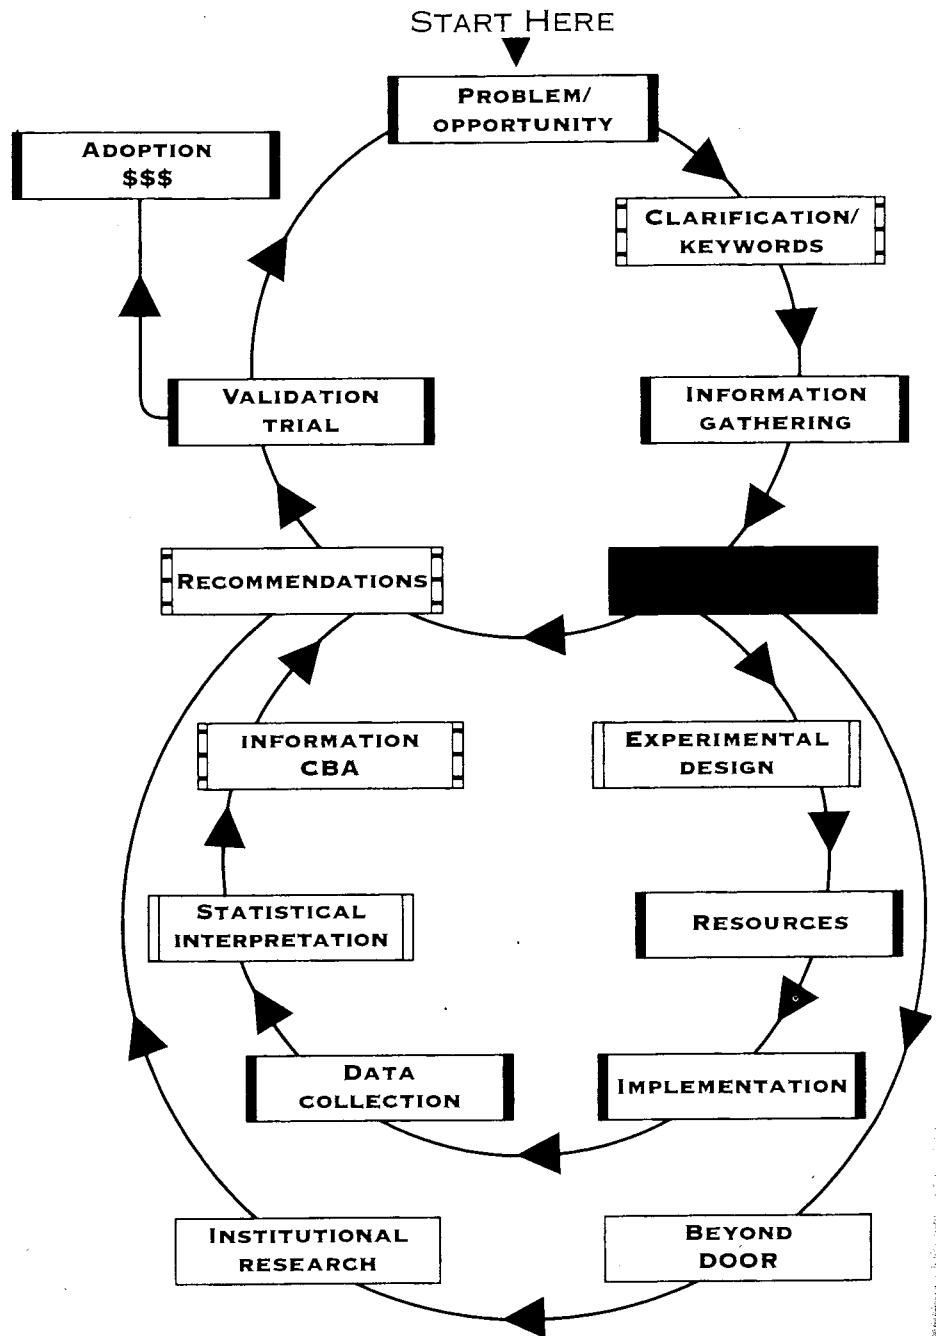 START HERE
PROBLEM/
OPPORTUNITY
ADOPTION
$$$
CLARIFICATION/
KEYWORDS
VALIDATION
TRIAL
INFORMATION
GATHERING
RECOMMENDATIONS
INFORMATION
CBA
EXPERIMENTAL
DESIGN
STATISTICAL
INTERPRETATION
RESOURCES
DATA
COLLECTION
IMPLEMENTATION
INSTITUTIONAL
RESEARCH
BEYOND
DOOR